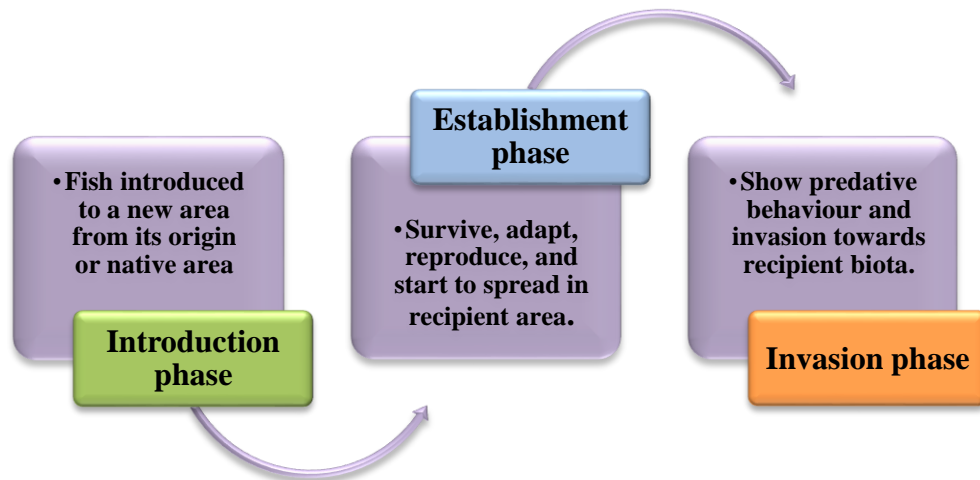 •Fish introduced
to a new area
from its origin
or native area
Introduction
phase
Establishment
phase
•Survive, adapt,
reproduce, and
start to spread in
recipient area.
•Show predative
behaviour and
invasion towards
recipient biota.
Invasion phase